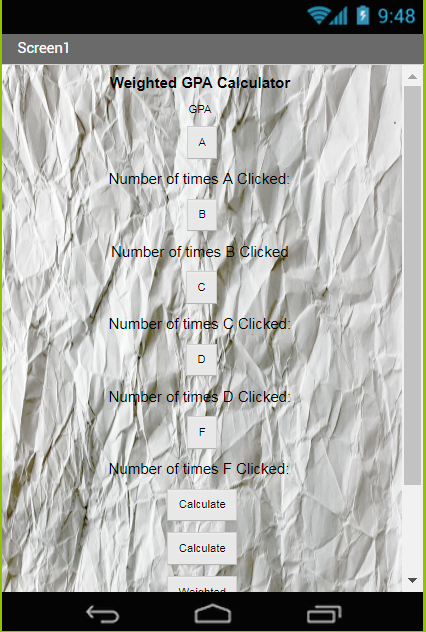 9:48
Screen1
Weighted GPA Calculator
GPA
A
Number of times A Clicked:
B
Number of times B Clicked
C
Number of times C Clicked:
D
Number of times D Clicked:
F
Number of times F Clicked:
Calculate
Calculate
Weighted